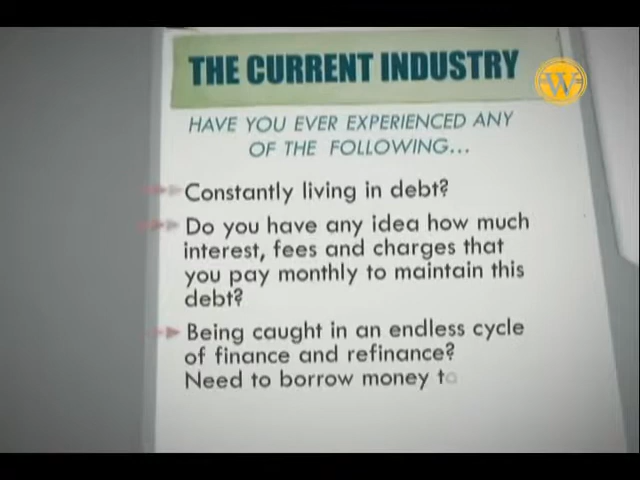 THE CURRENT INDUSTRY
W
HAVE YOU EVER EXPERIENCED ANY
OF THE FOLLOWING...
Constantly living in debt?
Do you have any idea how much
interest, fees and charges that
you pay monthly to maintain this
debt?
Being caught in an endless cycle
of finance and refinance?
Need to borrow money to